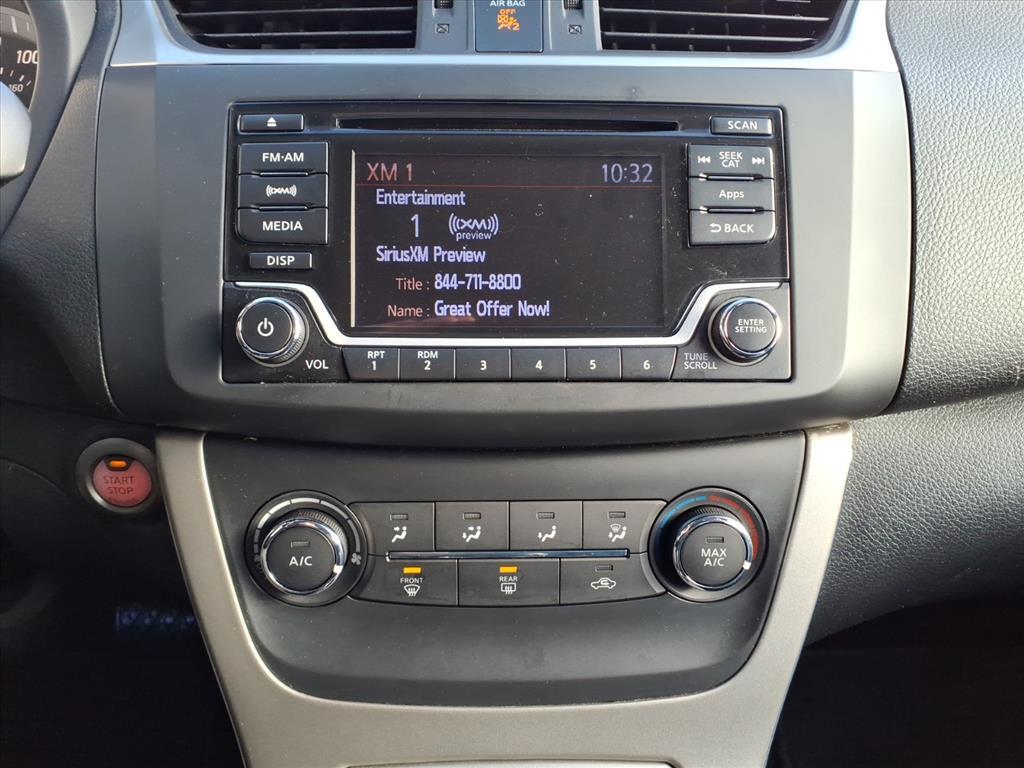 AIR BAG
OFF
2
100
160
SCAN
FM·AM
SEEK
CAT
XM 1 10:32
Entertainment
1 ((XM))
preview
SiriusXM Preview
Title : 844-711-8800
Name : Great Offer Now!
((XM))
Apps
MEDIA
BACK
DISP
VOL
RPT
1
RDM
2
3
4
5
6
ENTER
SETTING
TUNE
SCROLL
START
STOP
A/C
MAX
A/C
FRONT
REAR